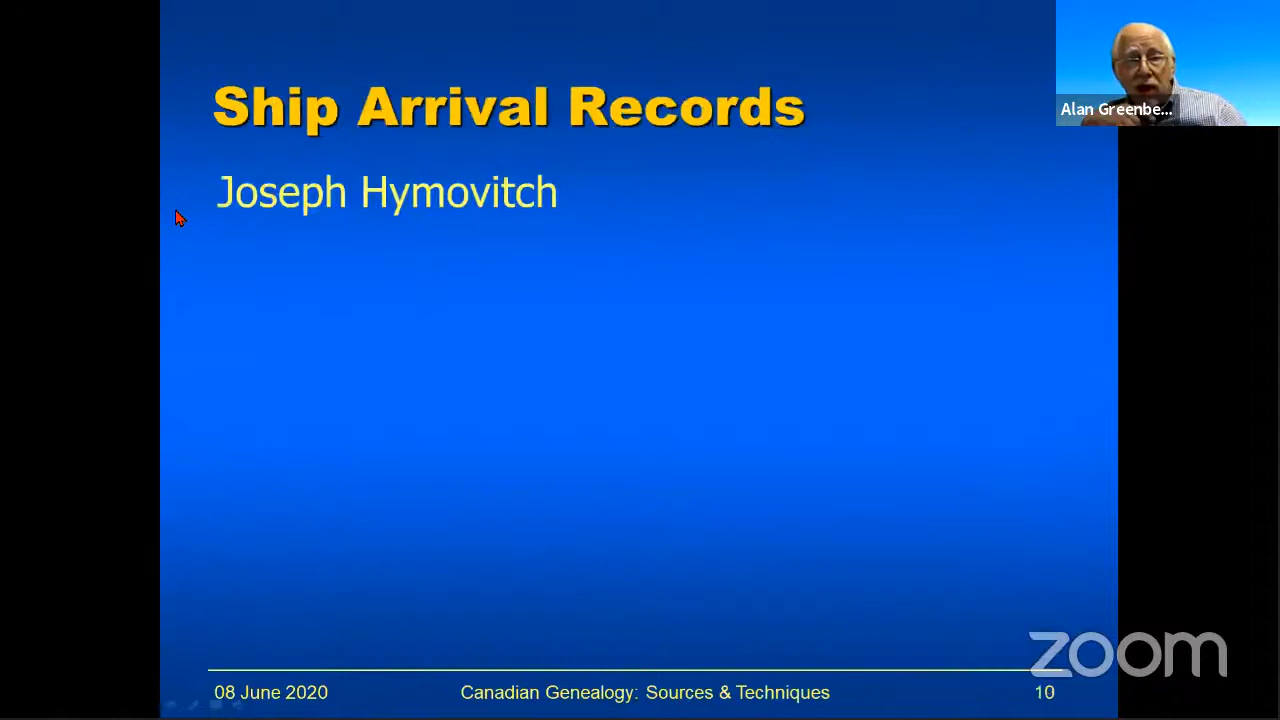 Ship Arrival Records
Alan Greenbe...
Joseph Hymovitch
zoom
08 June 2020
Canadian Genealogy: Sources & Techniques
10